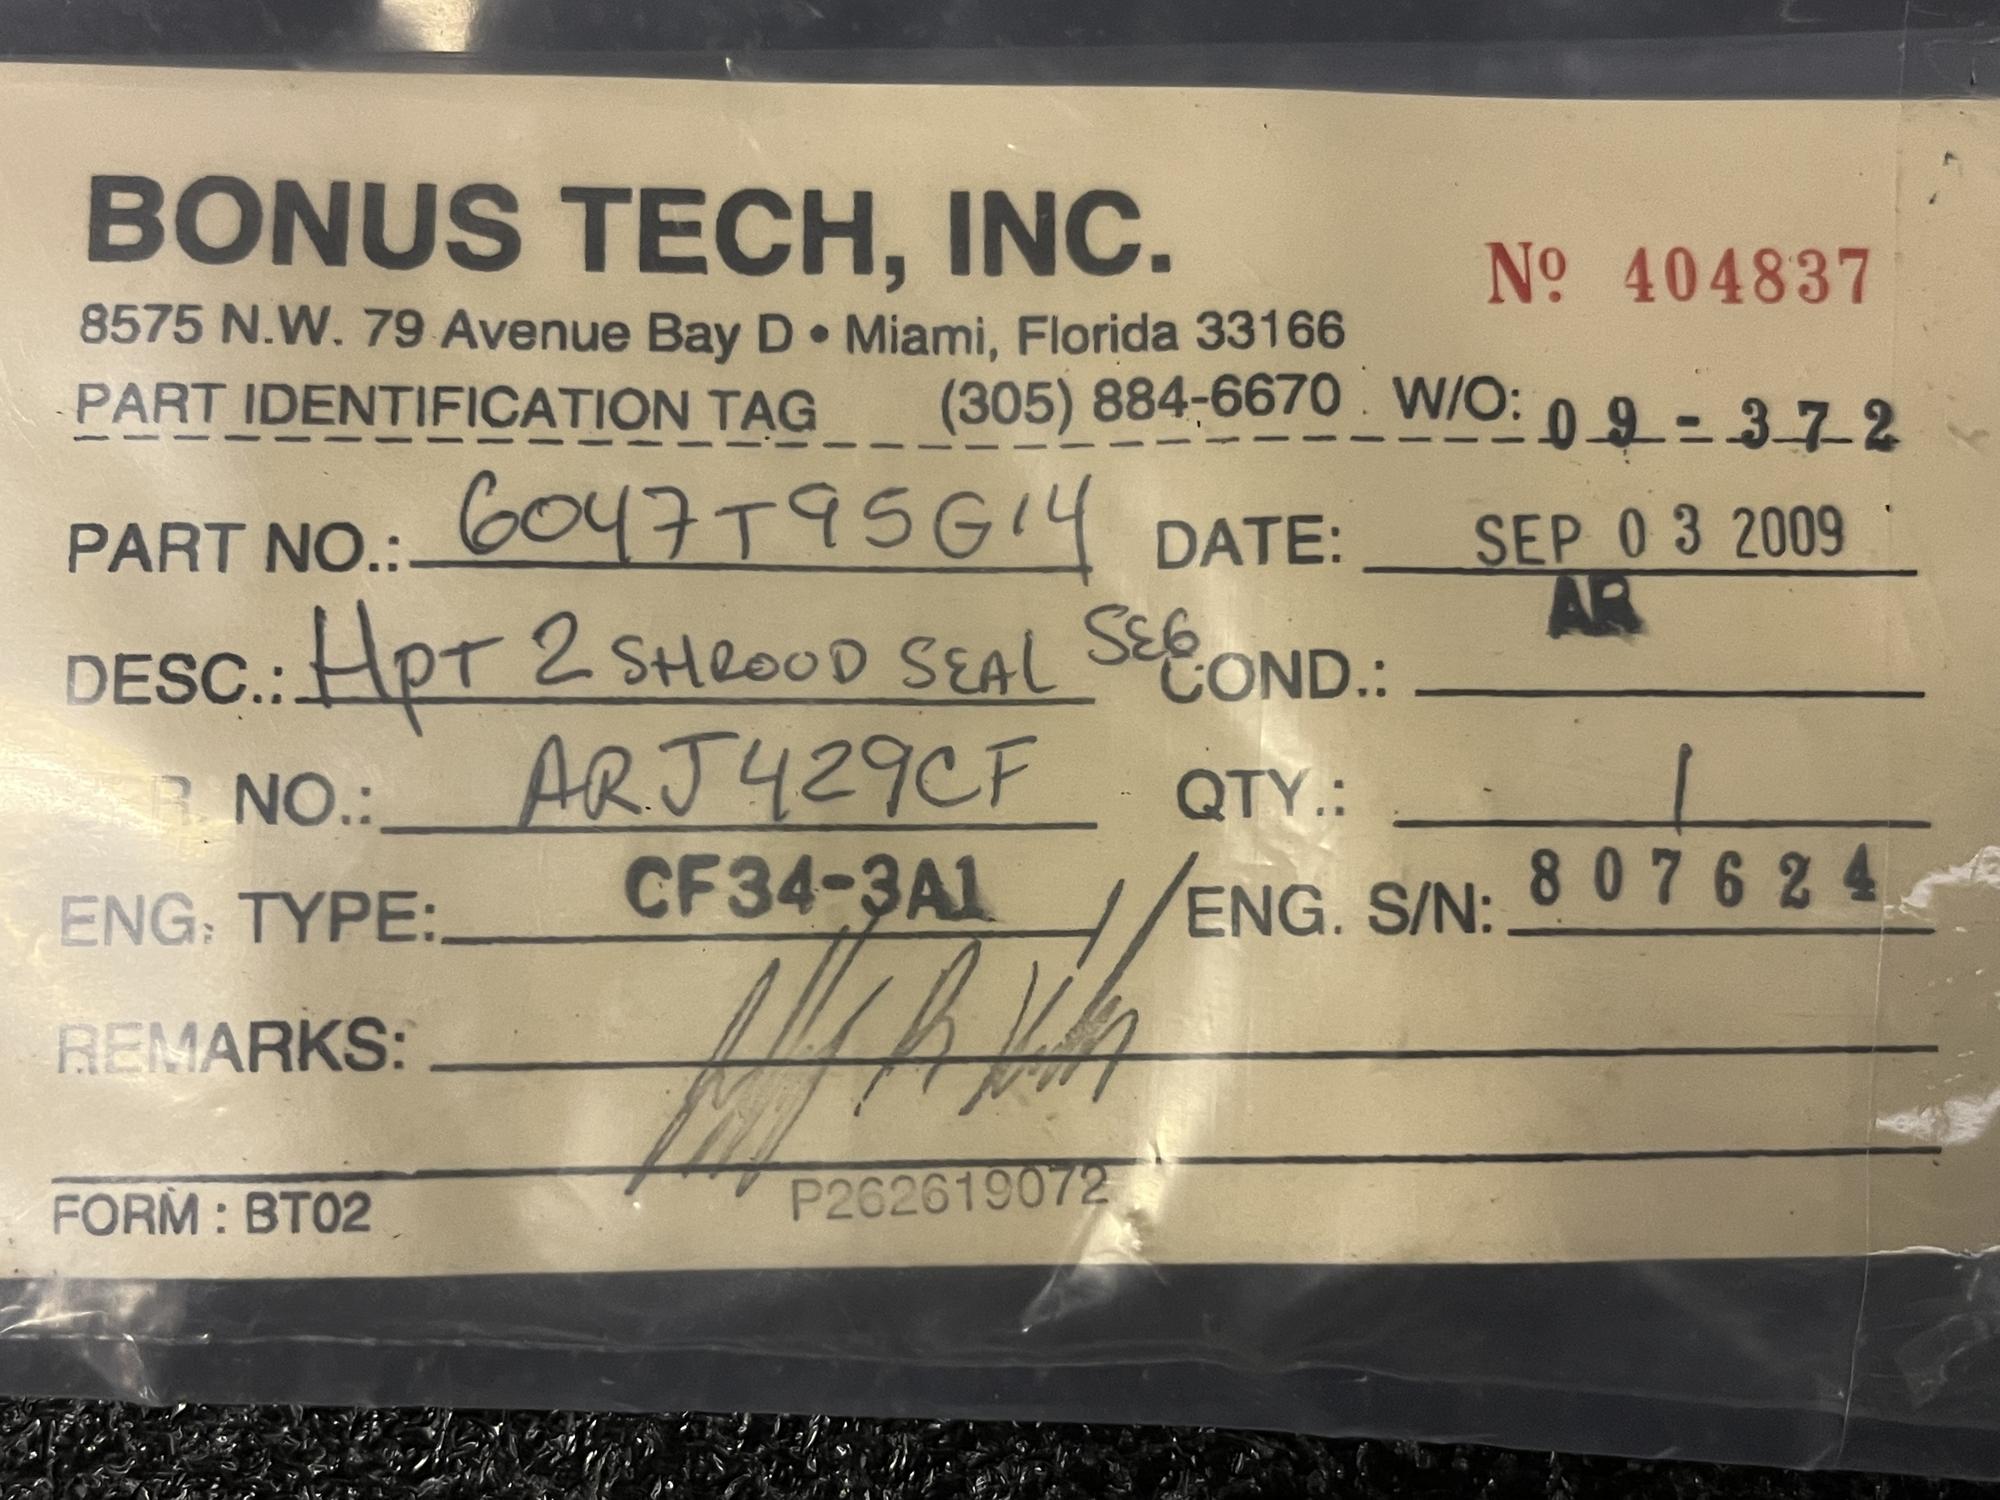 BONUS TECH, INC.
Nº 404837
8575 N.W. 79 Avenue Bay D • Miami, Florida 33166
PART IDENTIFICATION TAG (305) 884-6670 W/O: 09-372
PART NO.: 6047T95G14 DATE: SEP 03 2009
DESC.: HPT 2 SHROUD SEAL SEG COND.: AR
R. NO.: ARJ429CF QTY.: 1
ENG. TYPE: CF34-3A1 ENG. S/N: 807624
REMARKS:
FORM : BT02 P262619072